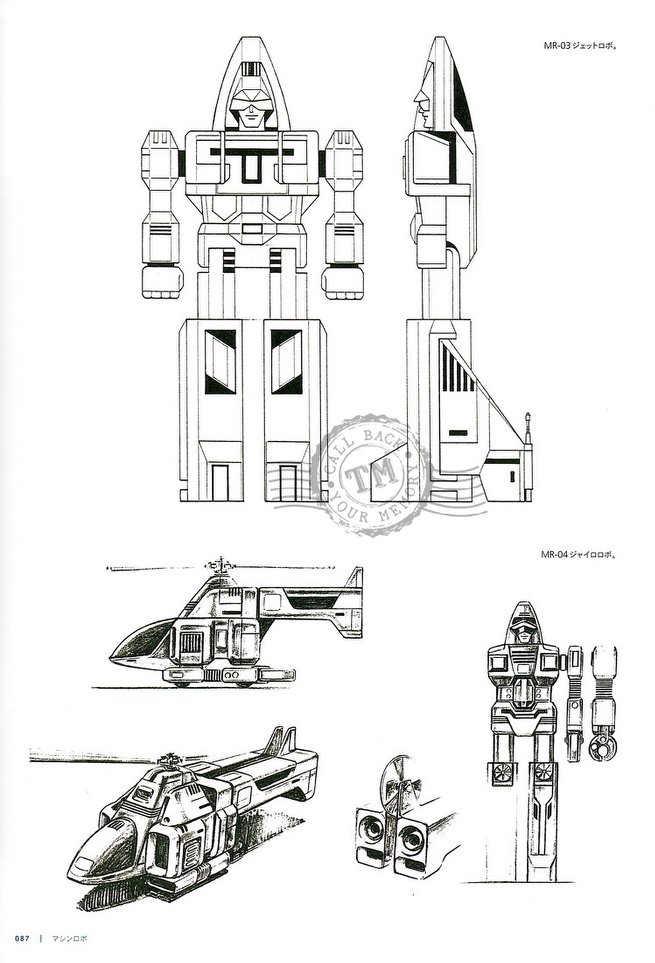 MR-03 ジェットロボ。
CALL BACK
TM
YOUR MEMORY
MR-04 ジャイロロボ。
087 | マシンロボ